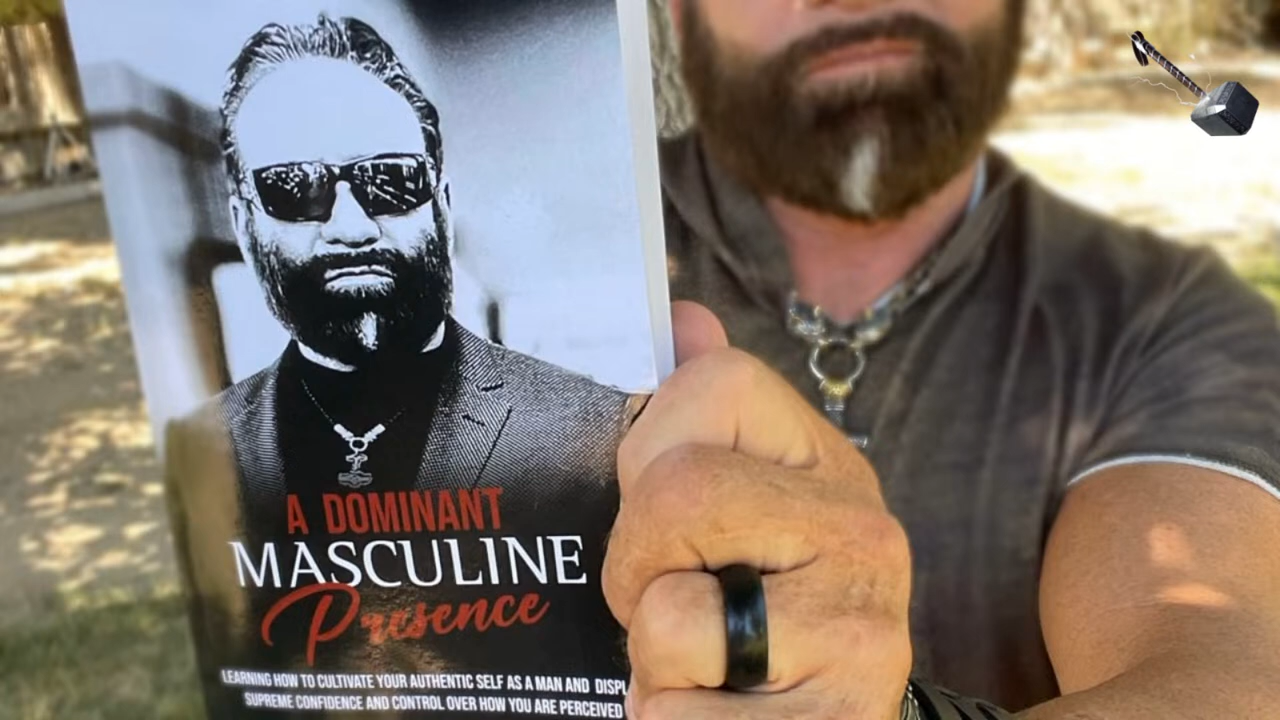 A DOMINANT
MASCULINE
Presence
LEARNING HOW TO CULTIVATE YOUR AUTHENTIC SELF AS A MAN AND DISPL
SUPREME CONFIDENCE AND CONTROL OVER HOW YOU ARE PERCEIVED